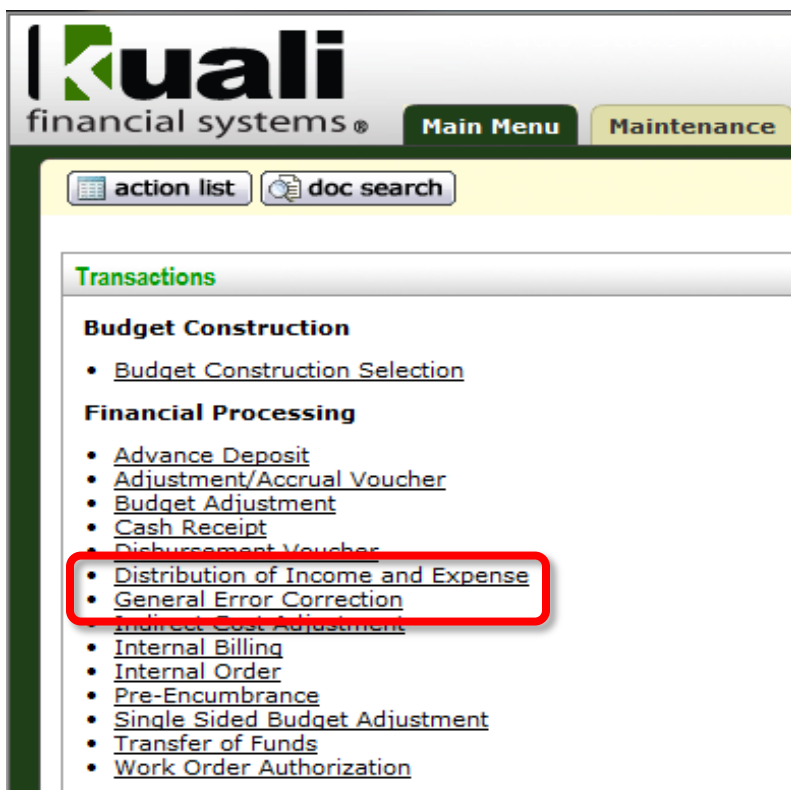 kuali
financial systems ®
Main Menu
Maintenance
action list
doc search
Transactions
Budget Construction
• Budget Construction Selection
Financial Processing
• Advance Deposit
• Adjustment/Accrual Voucher
• Budget Adjustment
• Cash Receipt
• Disbursement Voucher
• Distribution of Income and Expense
• General Error Correction
• Indirect Cost Adjustment
• Internal Billing
• Internal Order
• Pre-Encumbrance
• Single Sided Budget Adjustment
• Transfer of Funds
• Work Order Authorization